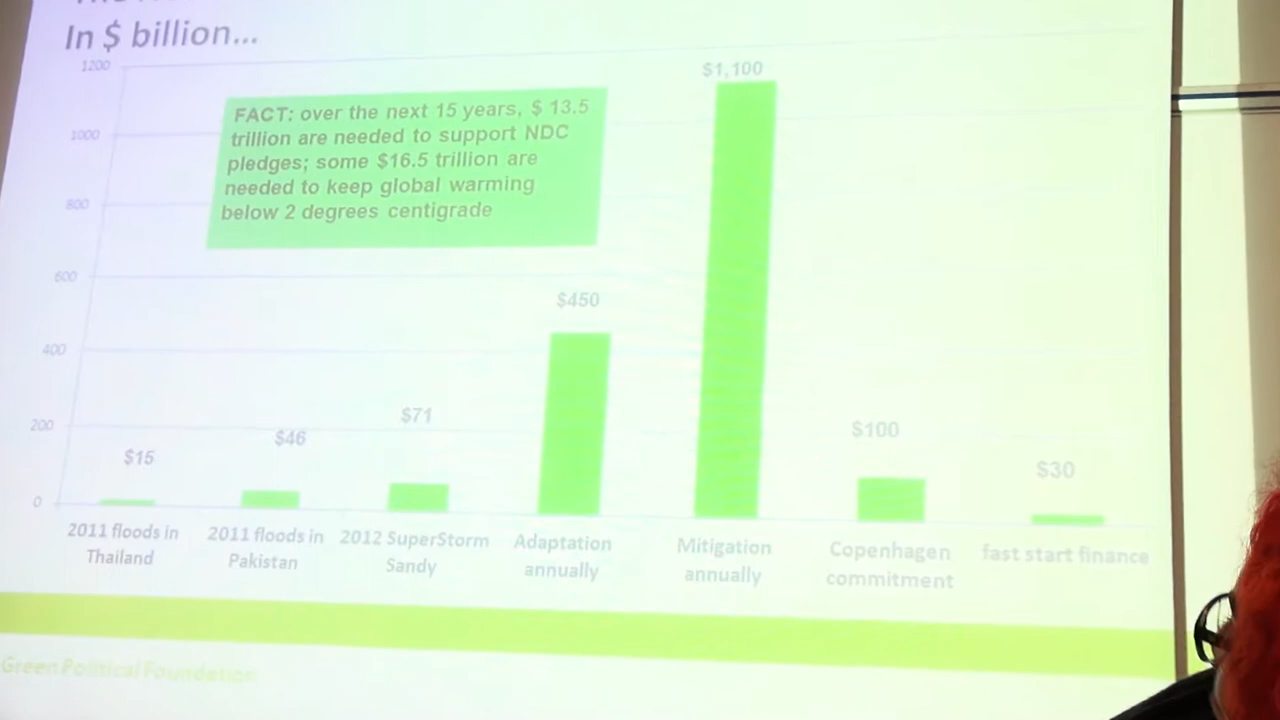 In $ billion...
1200
1000
800
600
400
200
0
FACT: over the next 15 years, $ 13.5
trillion are needed to support NDC
pledges; some $16.5 trillion are
needed to keep global warming
below 2 degrees centigrade
$15
$46
$71
$450
$1,100
$100
$30
2011 floods in
Thailand
2011 floods in
Pakistan
2012 SuperStorm
Sandy
Adaptation
annually
Mitigation
annually
Copenhagen
commitment
fast start finance
Green Political Foundation